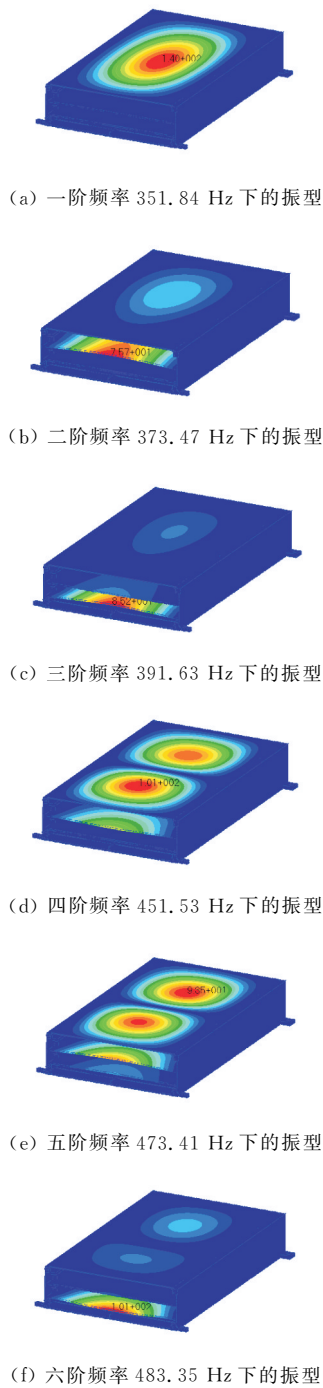 1.40+002
(a) 一阶频率 351.84 Hz 下的振型
7.57+001
(b) 二阶频率 373.47 Hz 下的振型
8.52+001
(c) 三阶频率 391.63 Hz 下的振型
1.01+002
(d) 四阶频率 451.53 Hz 下的振型
9.85+001
(e) 五阶频率 473.41 Hz 下的振型
1.01+002
(f) 六阶频率 483.35 Hz 下的振型